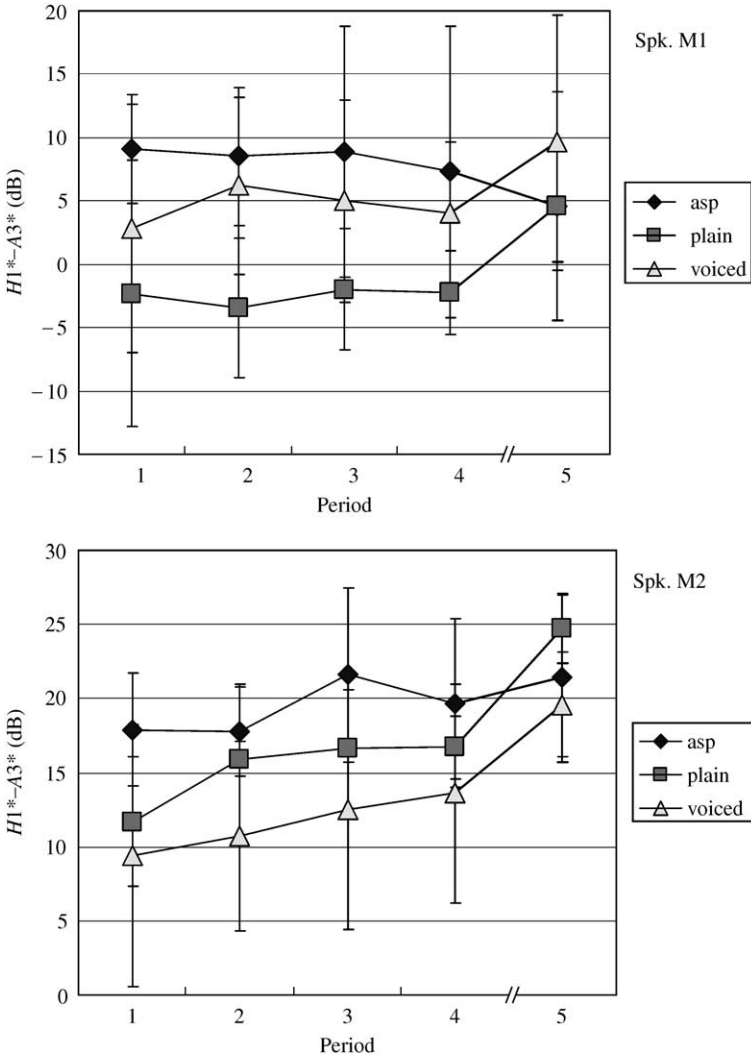 20
15
10
5
0
−5
−10
−15
H1*–A3* (dB)
1 2 3 4 5
Period
Spk. M1
asp
plain
voiced
30
25
20
15
10
5
0
H1*–A3* (dB)
1 2 3 4 5
Period
Spk. M2
asp
plain
voiced